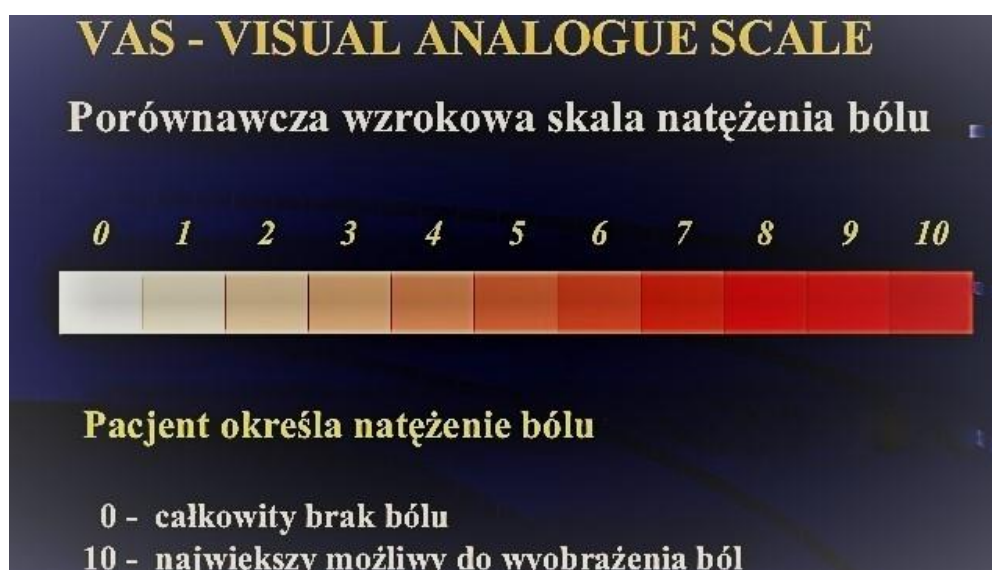 VAS - VISUAL ANALOGUE SCALE
Porównawcza wzrokowa skala natężenia bólu
0 1 2 3 4 5 6 7 8 9 10
Pacjent określa natężenie bólu
0 - całkowity brak bólu
10 - największy możliwy do wyobrażenia ból